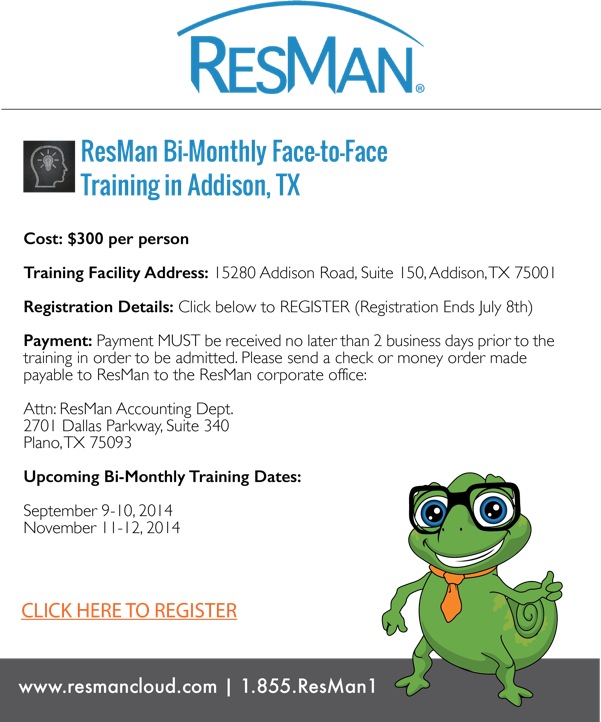 RESMAN®
ResMan Bi-Monthly Face-to-Face
Training in Addison, TX
Cost: $300 per person
Training Facility Address: 15280 Addison Road, Suite 150, Addison, TX 75001
Registration Details: Click below to REGISTER (Registration Ends July 8th)
Payment: Payment MUST be received no later than 2 business days prior to the
training in order to be admitted. Please send a check or money order made
payable to ResMan to the ResMan corporate office:
Attn: ResMan Accounting Dept.
2701 Dallas Parkway, Suite 340
Plano, TX 75093
Upcoming Bi-Monthly Training Dates:
September 9-10, 2014
November 11-12, 2014
CLICK HERE TO REGISTER
www.resmancloud.com | 1.855.ResMan1